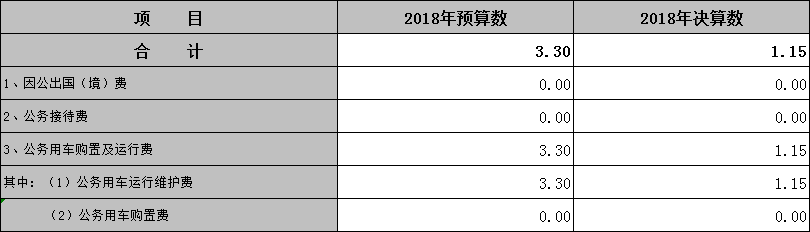 项　　目 2018年预算数 2018年决算数
合　　计 3.30 1.15
1、因公出国（境）费 0.00 0.00
2、公务接待费 0.00 0.00
3、公务用车购置及运行费 3.30 1.15
其中：（1）公务用车运行维护费 3.30 1.15
（2）公务用车购置费 0.00 0.00